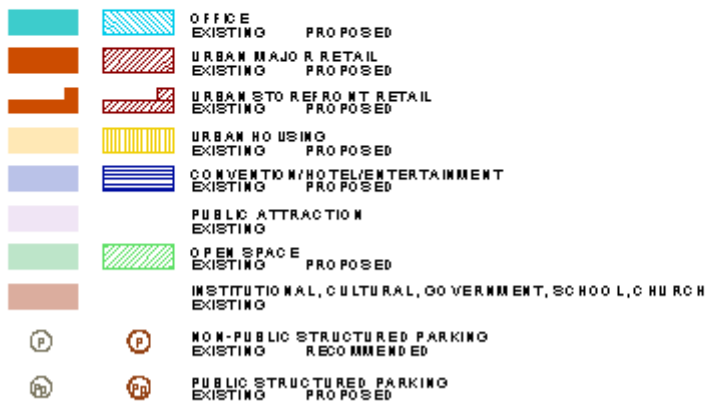 OFFICE
EXISTING PROPOSED
URBAN MAJOR RETAIL
EXISTING PROPOSED
URBAN STOREFRONT RETAIL
EXISTING PROPOSED
URBAN HOUSING
EXISTING PROPOSED
CONVENTION/HOTEL/ENTERTAINMENT
EXISTING PROPOSED
PUBLIC ATTRACTION
EXISTING
OPEN SPACE
EXISTING PROPOSED
INSTITUTIONAL, CULTURAL, GOVERNMENT, SCHOOL, CHURCH
EXISTING
P P NON-PUBLIC STRUCTURED PARKING
EXISTING RECOMMENDED
Pp Pp PUBLIC STRUCTURED PARKING
EXISTING PROPOSED